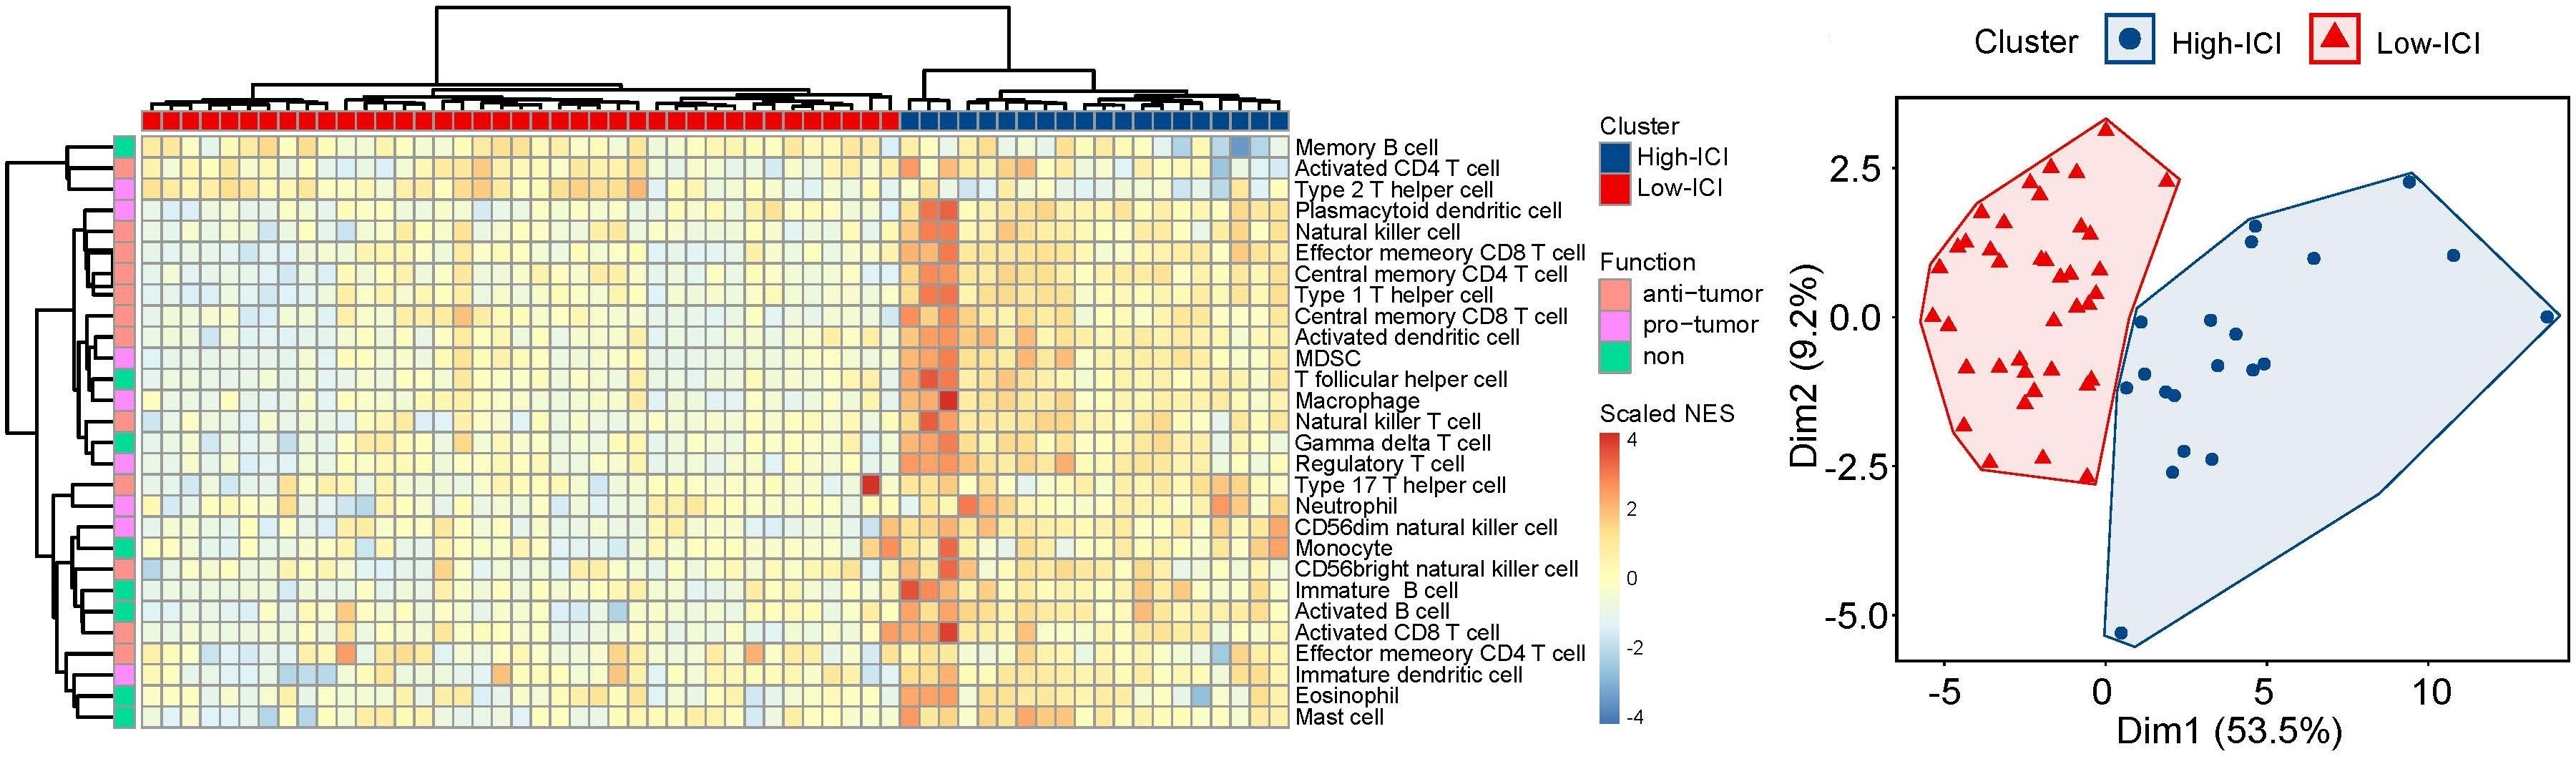 Memory B cell
Activated CD4 T cell
Type 2 T helper cell
Plasmacytoid dendritic cell
Natural killer cell
Effector memeory CD8 T cell
Central memory CD4 T cell
Type 1 T helper cell
Central memory CD8 T cell
Activated dendritic cell
MDSC
T follicular helper cell
Macrophage
Natural killer T cell
Gamma delta T cell
Regulatory T cell
Type 17 T helper cell
Neutrophil
CD56dim natural killer cell
Monocyte
CD56bright natural killer cell
Immature  B cell
Activated B cell
Activated CD8 T cell
Effector memeory CD4 T cell
Immature dendritic cell
Eosinophil
Mast cell
Cluster
High-ICI
Low-ICI
Function
anti−tumor
pro−tumor
non
Scaled NES
4
2
0
-2
-4
Cluster High-ICI Low-ICI
Dim2 (9.2%)
2.5
0.0
-2.5
-5.0
-5 0 5 10
Dim1 (53.5%)